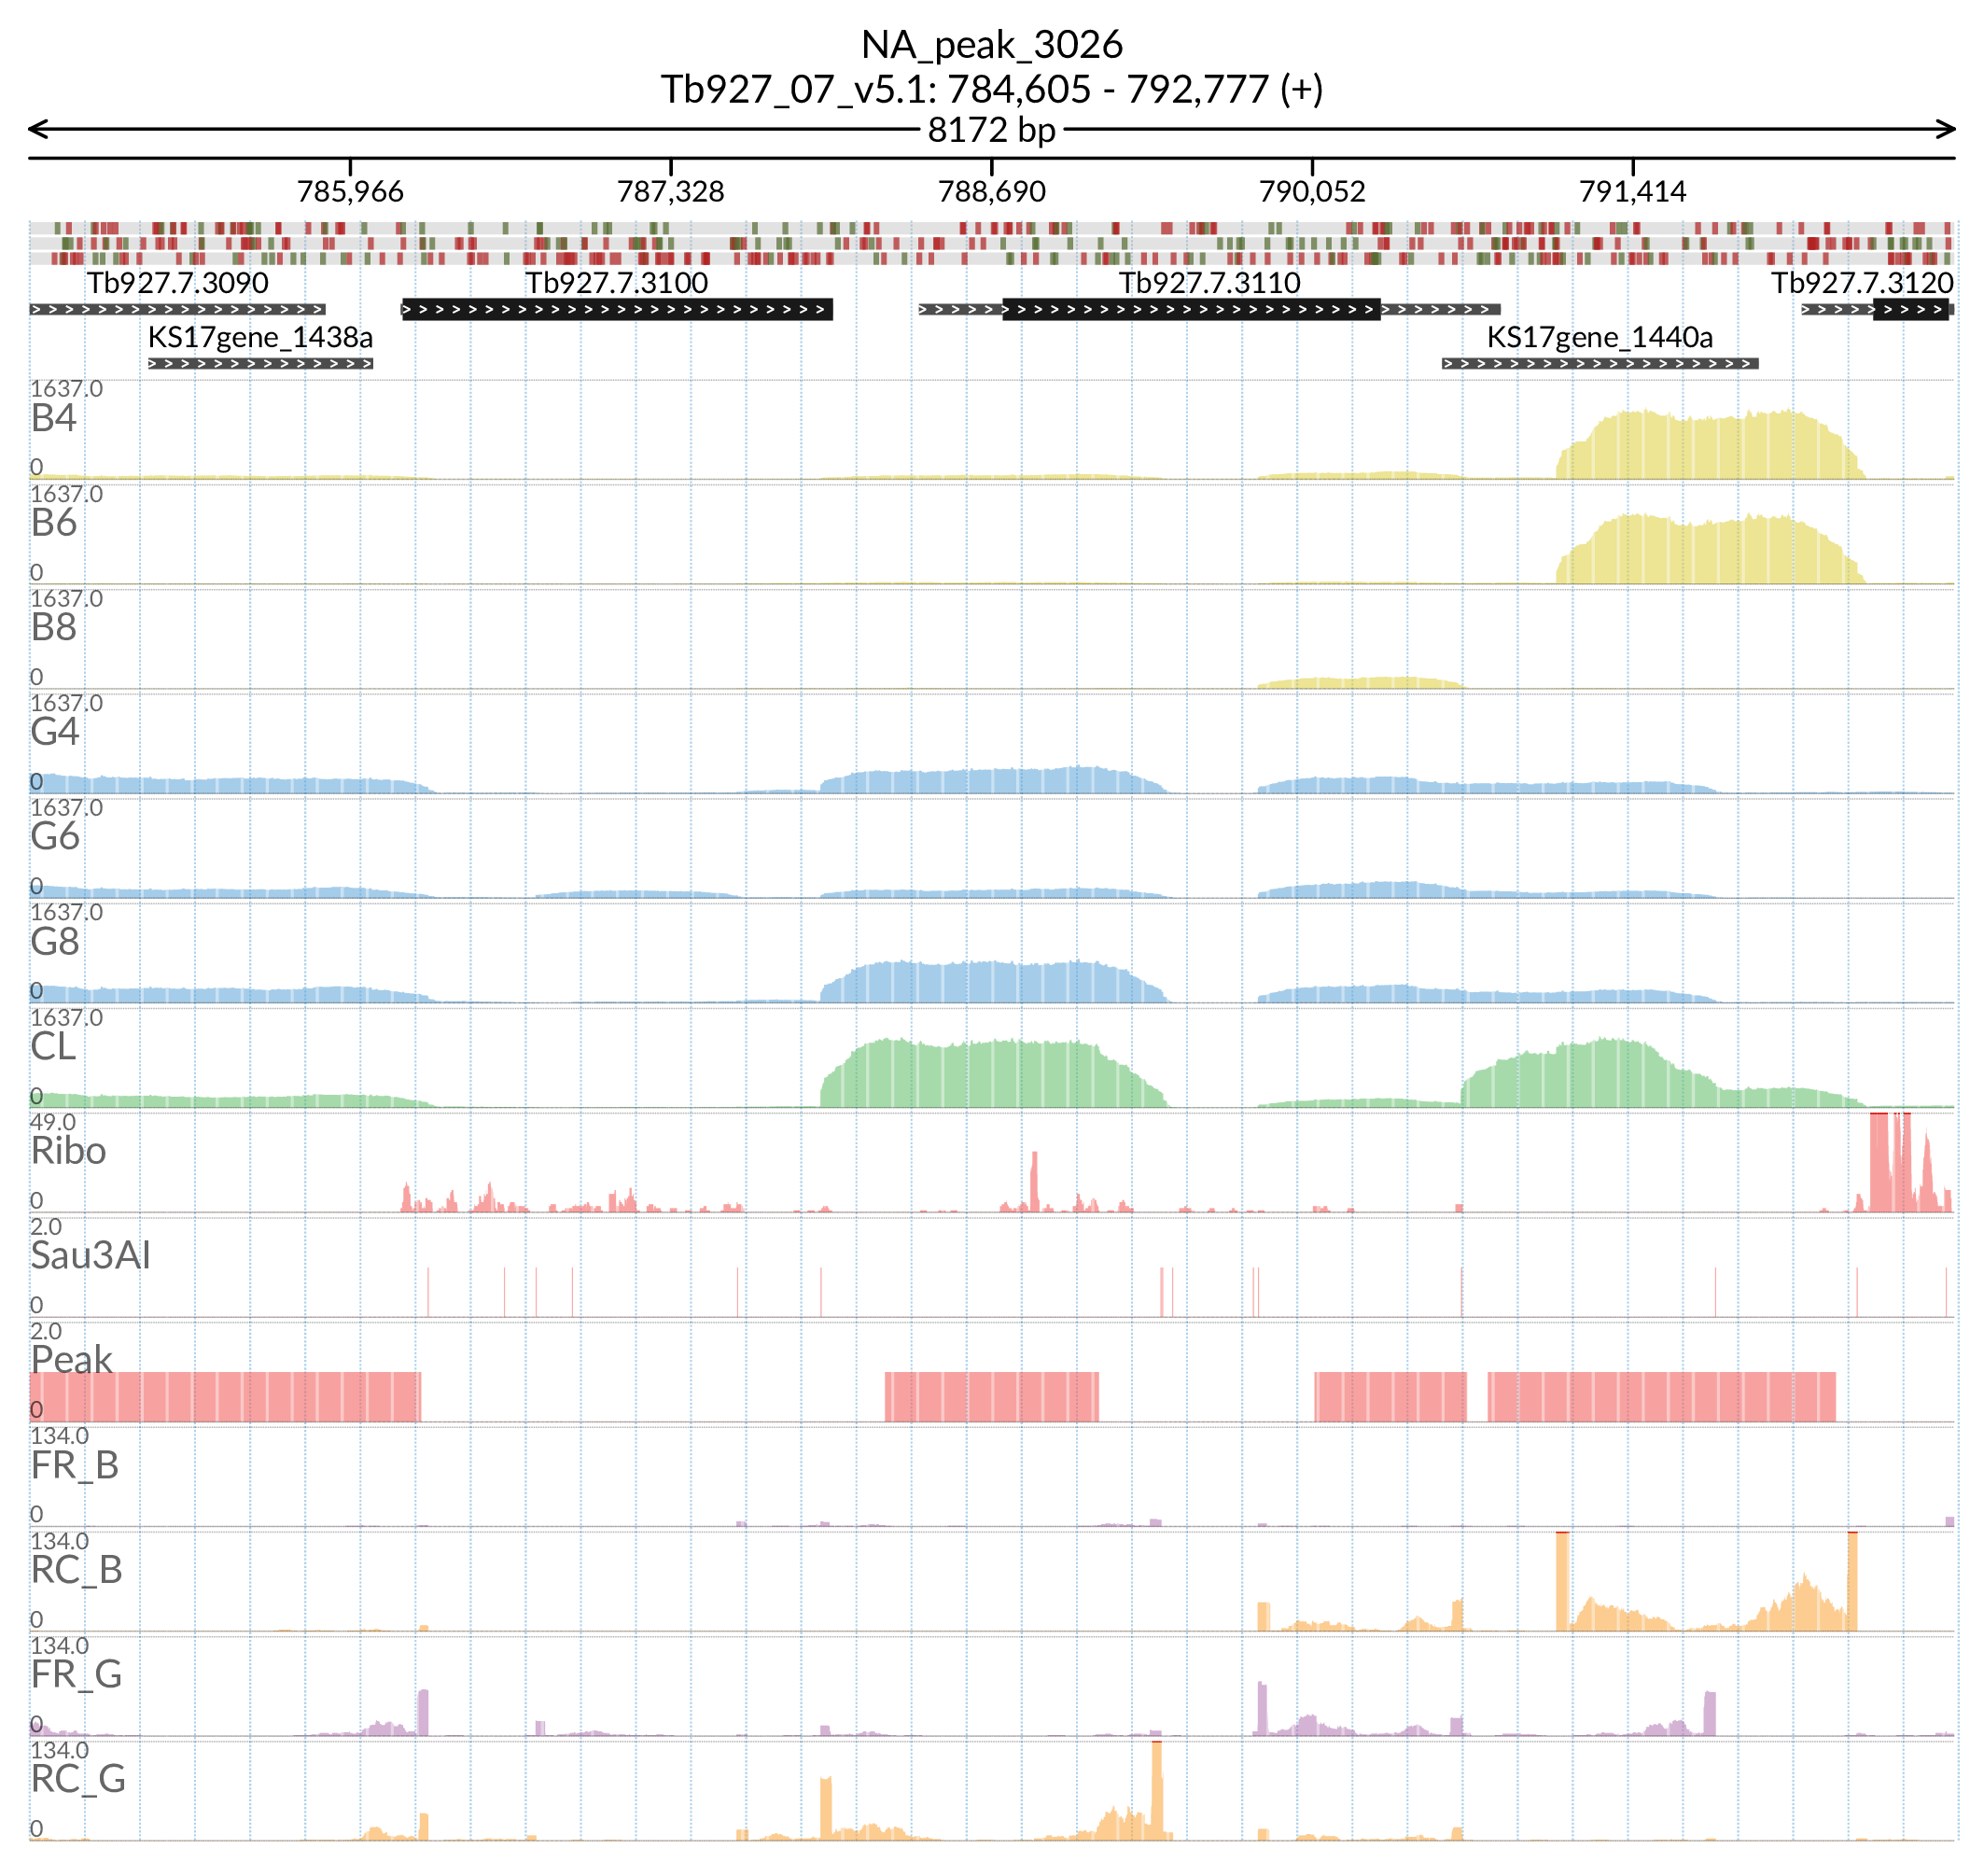 NA_peak_3026
Tb927_07_v5.1: 784,605 - 792,777 (+)
8172 bp
785,966 787,328 788,690 790,052 791,414
Tb927.7.3090 Tb927.7.3100 Tb927.7.3110 Tb927.7.3120
KS17gene_1438a KS17gene_1440a
1637.0
B4
0
1637.0
B6
0
1637.0
B8
0
1637.0
G4
0
1637.0
G6
0
1637.0
G8
0
1637.0
CL
0
49.0
Ribo
0
2.0
Sau3AI
0
2.0
Peak
0
134.0
FR_B
0
134.0
RC_B
0
134.0
FR_G
0
134.0
RC_G
0